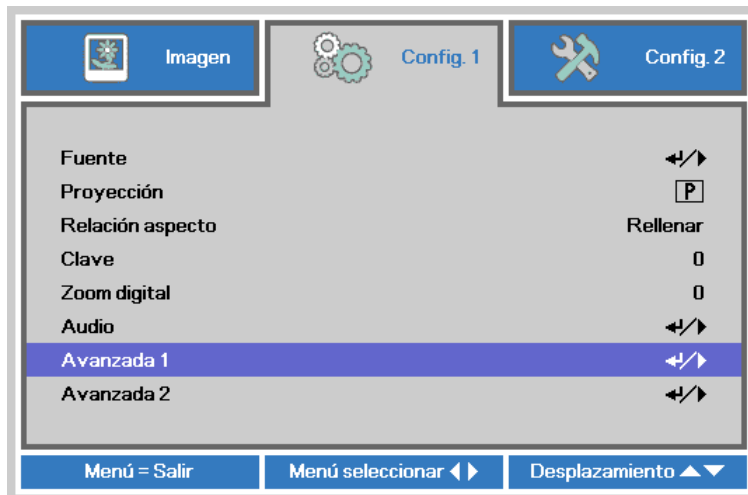 Imagen Config. 1 Config. 2
Fuente ↵/▶
Proyección P
Relación aspecto Rellenar
Clave 0
Zoom digital 0
Audio ↵/▶
Avanzada 1 ↵/▶
Avanzada 2 ↵/▶
Menú = Salir Menú seleccionar ◀▶ Desplazamiento ▲▼